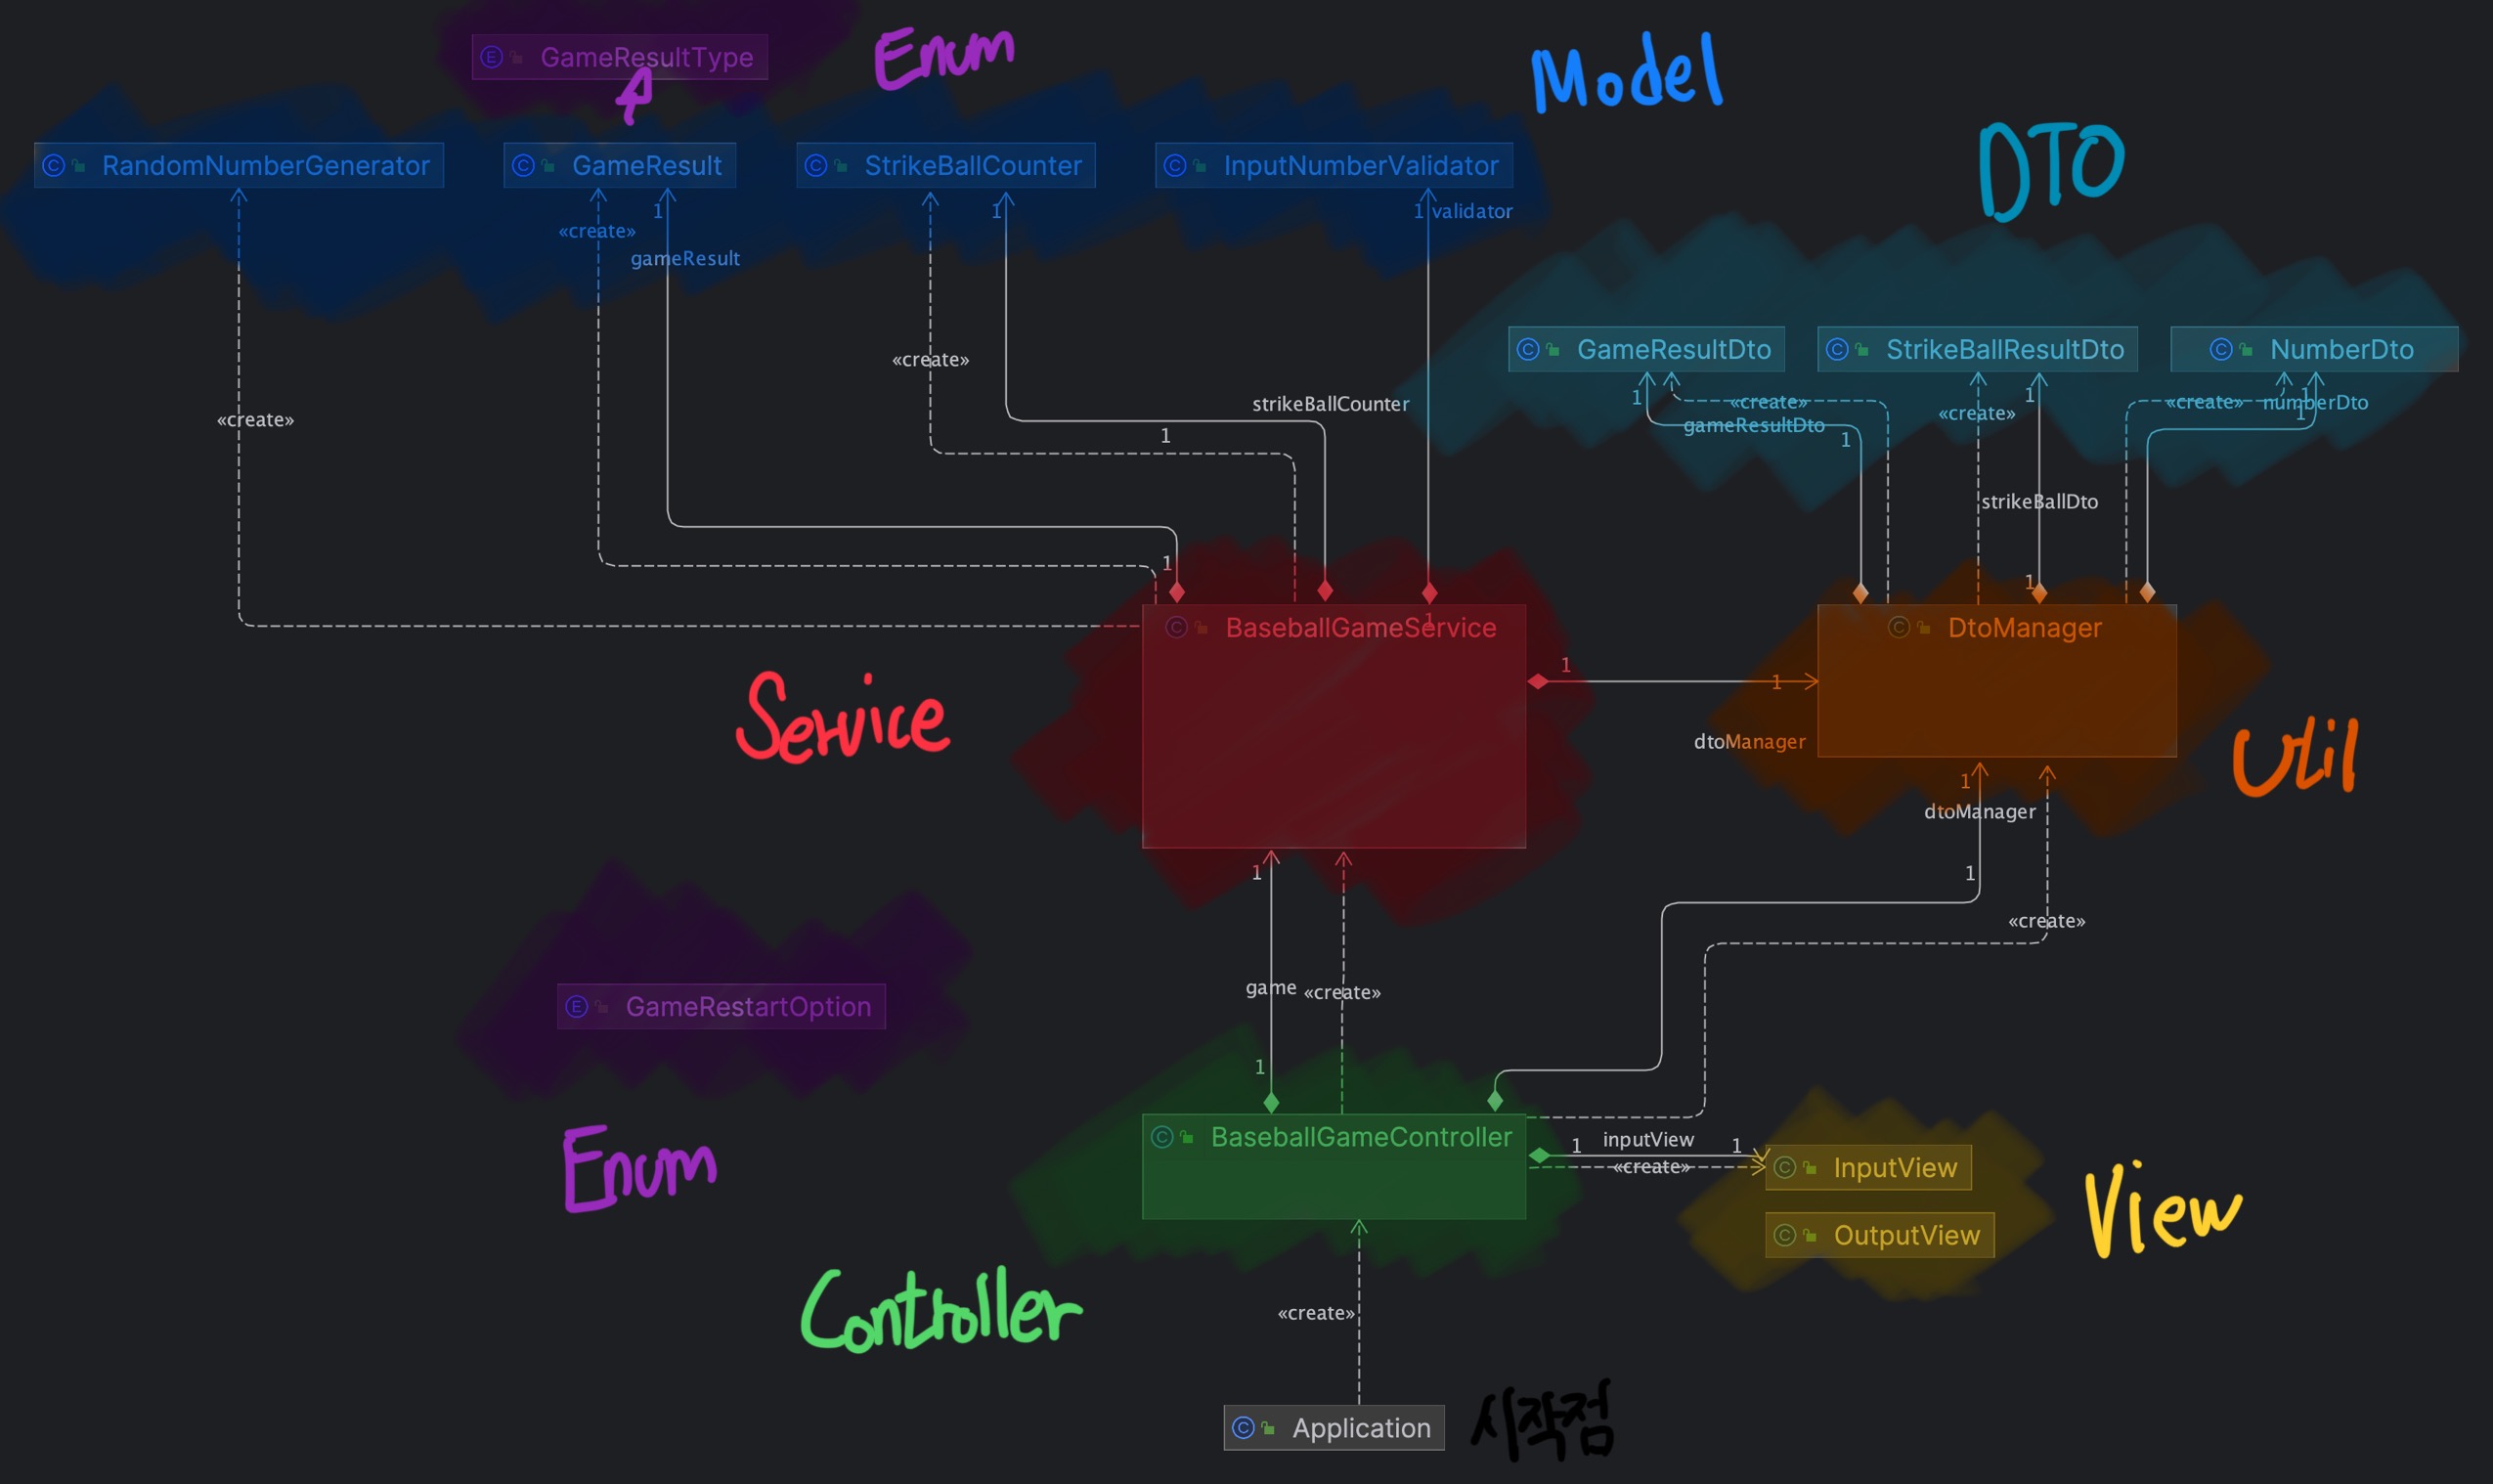 GameResultType
Enum
Model
DTO
RandomNumberGenerator
GameResult
StrikeBallCounter
InputNumberValidator
1
1
1 validator
«create»
gameResult
GameResultDto
StrikeBallResultDto
NumberDto
«create»
1
«create»
1
«create»
1
numberDto
«create»
strikeBallCounter
«create»
1
gameResultDto
1
1
strikeBallDto
1
1
1
BaseballGameService
DtoManager
Service
1
1
dtoManager
Util
1
dtoManager
1
1
«create»
game
«create»
GameRestartOption
1
Enum
BaseballGameController
1
inputView
1
«create»
InputView
OutputView
View
Controller
«create»
Application
시작점